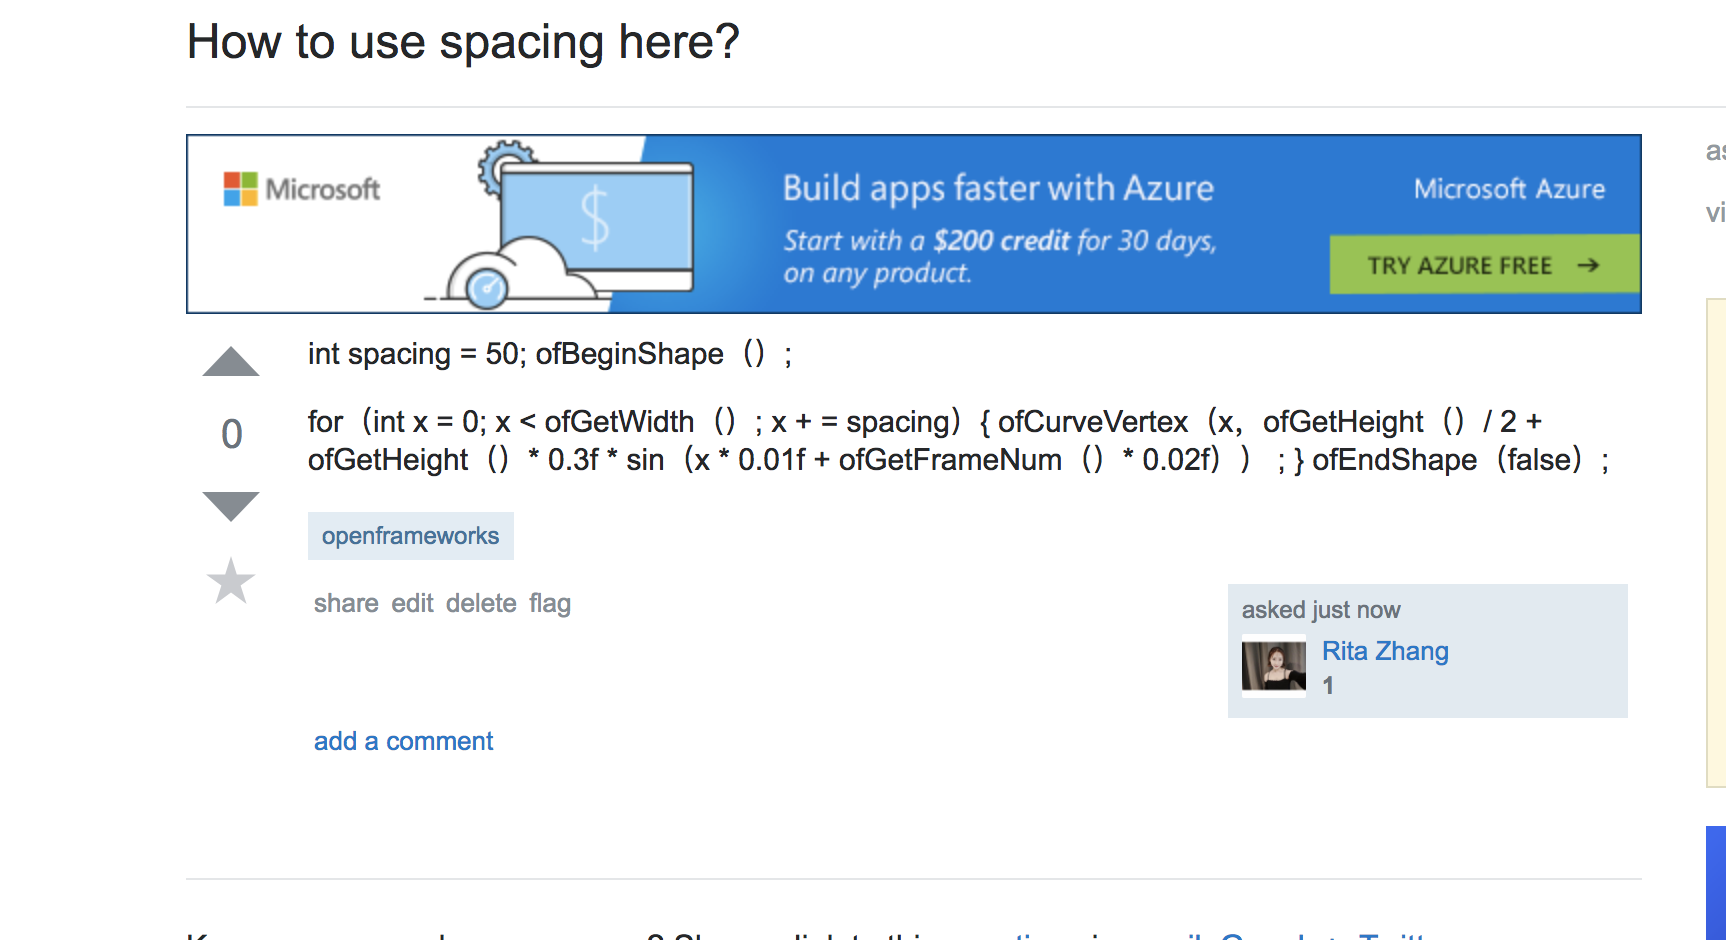 How to use spacing here?
Microsoft
$
Build apps faster with Azure
Start with a $200 credit for 30 days,
on any product.
Microsoft Azure
TRY AZURE FREE →
int spacing = 50; ofBeginShape（）;
0
for（int x = 0; x < ofGetWidth（）; x + = spacing）{ ofCurveVertex（x，ofGetHeight（）/ 2 +
ofGetHeight（）* 0.3f * sin（x * 0.01f + ofGetFrameNum（）* 0.02f））; } ofEndShape（false）;
openframeworks
share edit delete flag
asked just now
Rita Zhang
1
add a comment